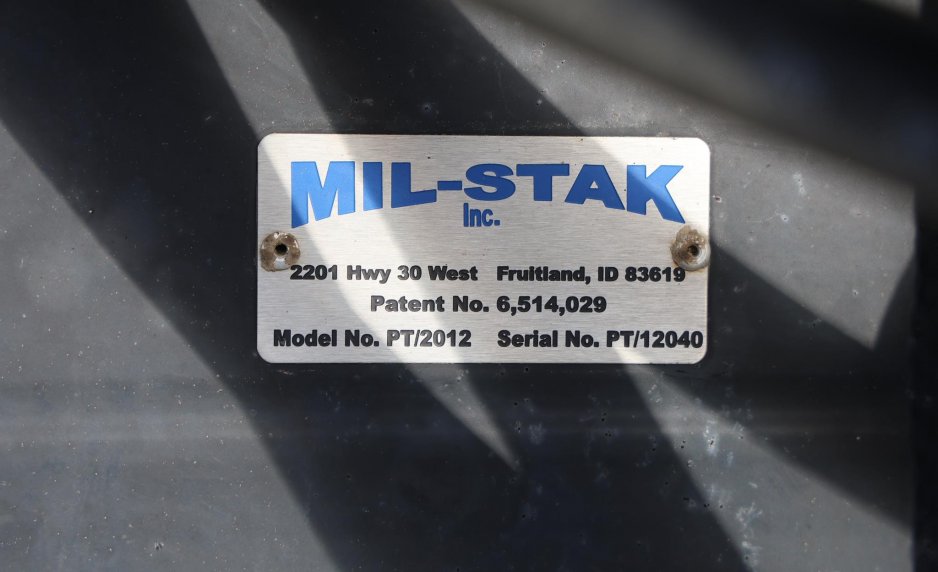 MIL-STAK
Inc.
2201 Hwy 30 West Fruitland, ID 83619
Patent No. 6,514,029
Model No. PT/2012 Serial No. PT/12040